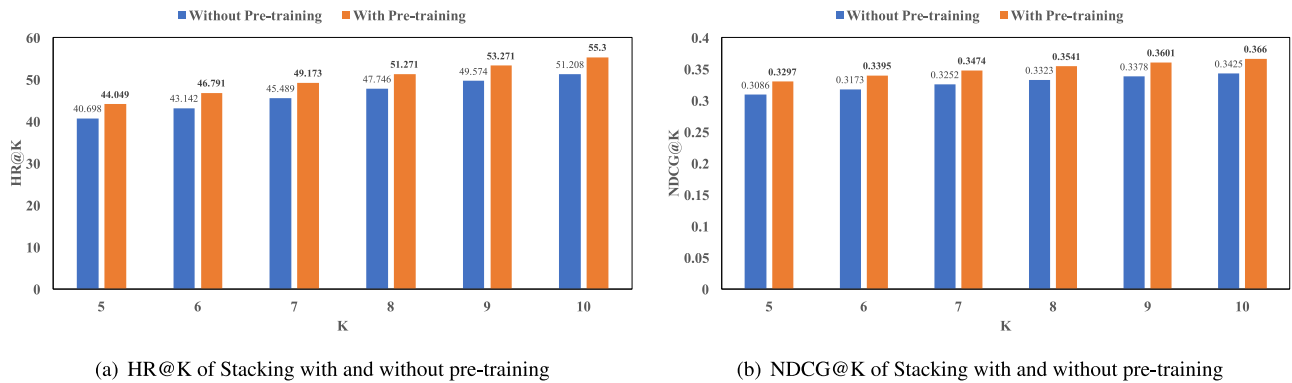 Without Pre-training With Pre-training
60
50
40
30
20
10
0
HR@K
40.698 44.049 43.142 46.791 45.489 49.173 47.746 51.271 49.574 53.271 51.208 55.3
5 6 7 8 9 10
K
(a) HR@K of Stacking with and without pre-training
Without Pre-training With Pre-training
0.4
0.35
0.3
0.25
0.2
0.15
0.1
0.05
0
NDCG@K
0.3086 0.3297 0.3173 0.3395 0.3252 0.3474 0.3323 0.3541 0.3378 0.3601 0.3425 0.366
5 6 7 8 9 10
K
(b) NDCG@K of Stacking with and without pre-training